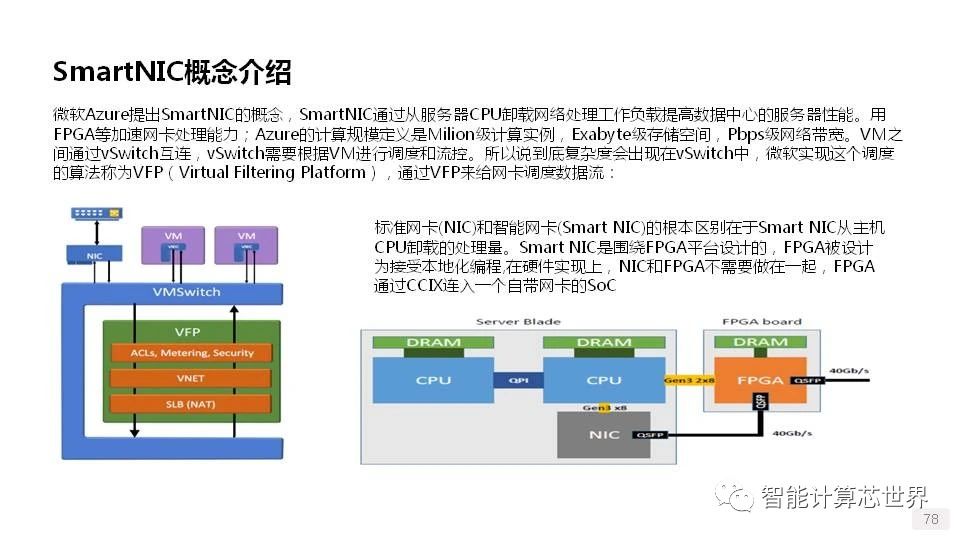 SmartNIC概念介绍
微软Azure提出SmartNIC的概念，SmartNIC通过从服务器CPU卸载网络处理工作负载提高数据中心的服务器性能。用
FPGA等加速网卡处理能力；Azure的计算规模定义是Milion级计算实例，Exabyte级存储空间，Pbps级网络带宽。VM之
间通过vSwitch互连，vSwitch需要根据VM进行调度和流控。所以说到底复杂度会出现在vSwitch中，微软实现这个调度
的算法称为VFP（Virtual Filtering Platform），通过VFP来给网卡调度数据流：
标准网卡(NIC)和智能网卡(Smart NIC)的根本区别在于Smart NIC从主机
CPU卸载的处理量。Smart NIC是围绕FPGA平台设计的，FPGA被设计
为接受本地化编程,在硬件实现上，NIC和FPGA不需要做在一起，FPGA
通过CCIX连入一个自带网卡的SoC
NIC
VM
VNIC
VM
VNIC
VMSwitch
VFP
ACLs, Metering, Security
VNET
SLB (NAT)
Server Blade
FPGA board
DRAM
DRAM
DRAM
CPU
QPI
CPU
Gen3 2x8
FPGA
QSFP
40Gb/s
Gen3 x8
QSFP
NIC
QSFP
40Gb/s
智能计算芯世界
78